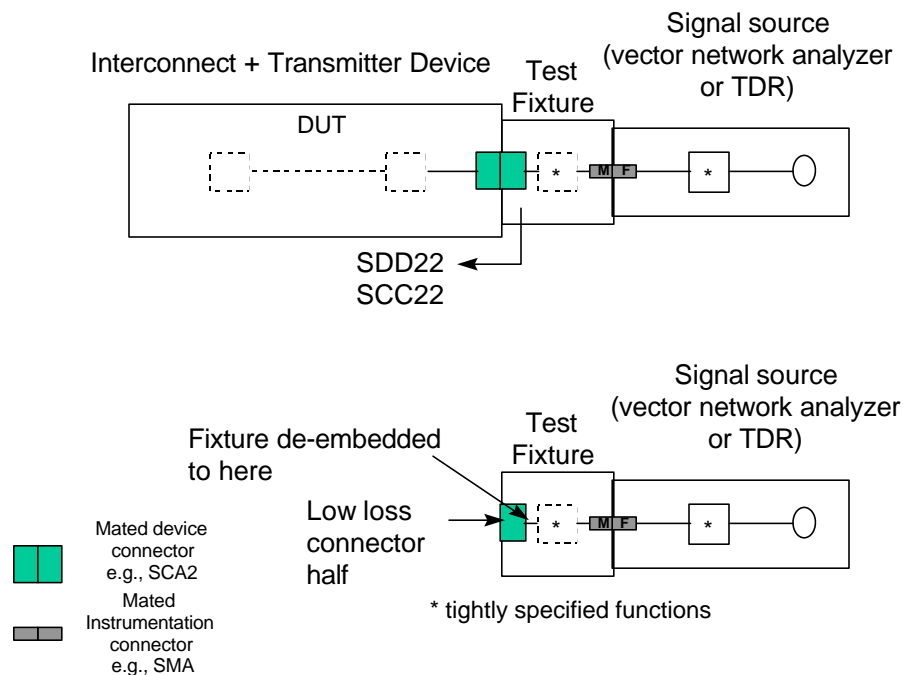 Signal source
(vector network analyzer
or TDR)
Interconnect + Transmitter Device
Test
Fixture
DUT
*
M F
*
SDD22
SCC22
Signal source
(vector network analyzer
or TDR)
Test
Fixture
Fixture de-embedded
to here
Low loss
connector
half
*
M F
*
Mated device
connector
e.g., SCA2
* tightly specified functions
Mated
Instrumentation
connector
e.g., SMA